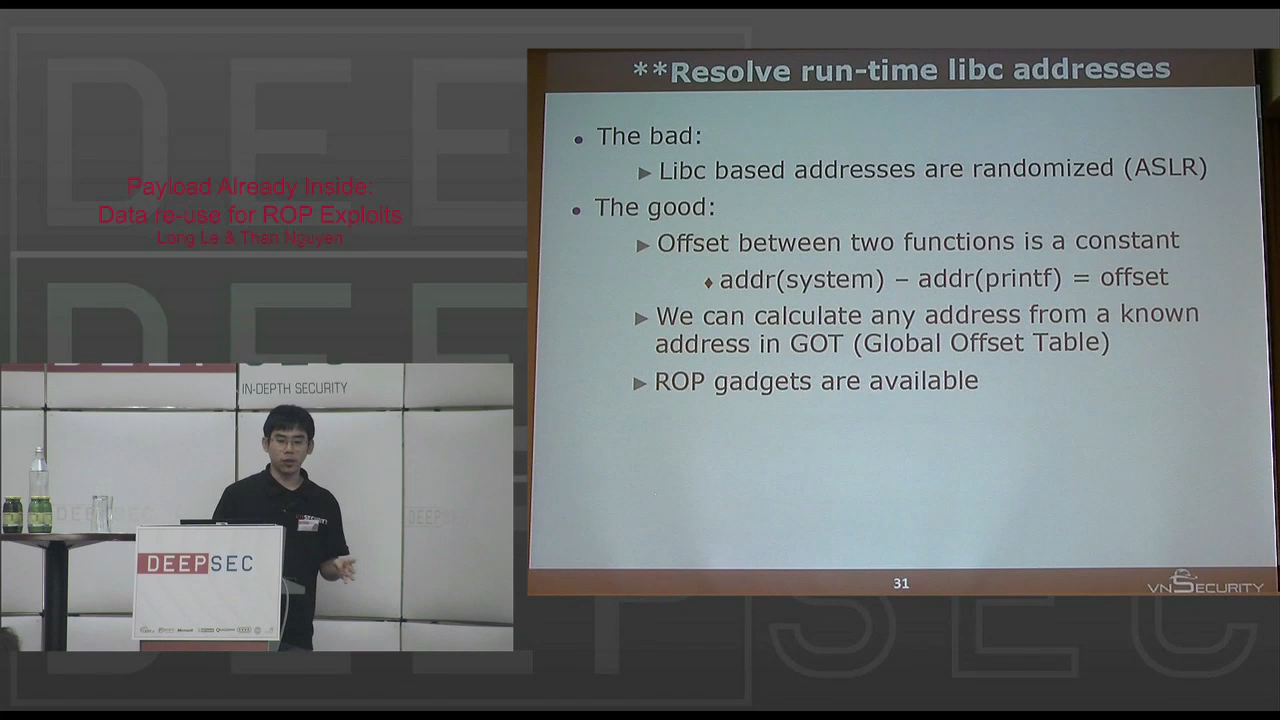 Payload Already Inside:
Data re-use for ROP Exploits
Long Le & Thanh Nguyen
IN-DEPTH SECURITY
DEEPSEC
DEEPSEC
DEEPSEC
**Resolve run-time libc addresses
The bad:
Libc based addresses are randomized (ASLR)
The good:
Offset between two functions is a constant
addr(system) – addr(printf) = offset
We can calculate any address from a known
address in GOT (Global Offset Table)
ROP gadgets are available
31
VNSECURITY